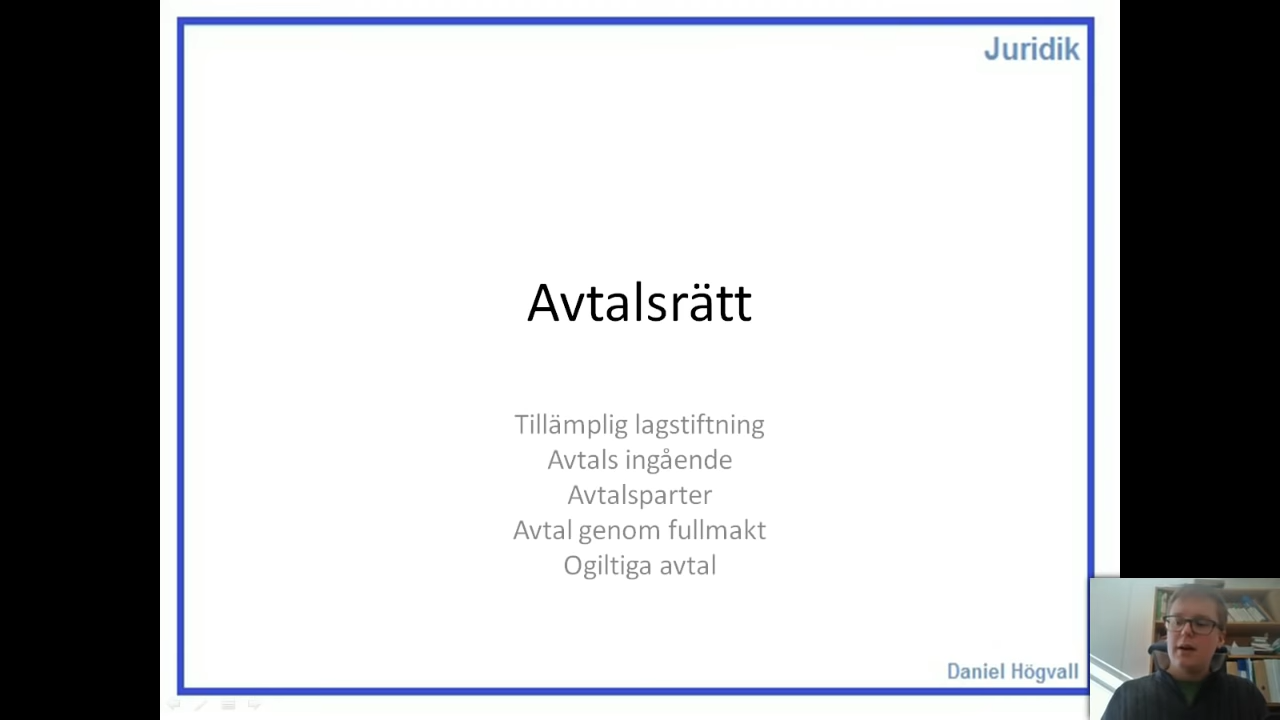 Juridik
Avtalsrätt
Tillämplig lagstiftning
Avtals ingående
Avtalsparter
Avtal genom fullmakt
Ogiltiga avtal
Daniel Högvall